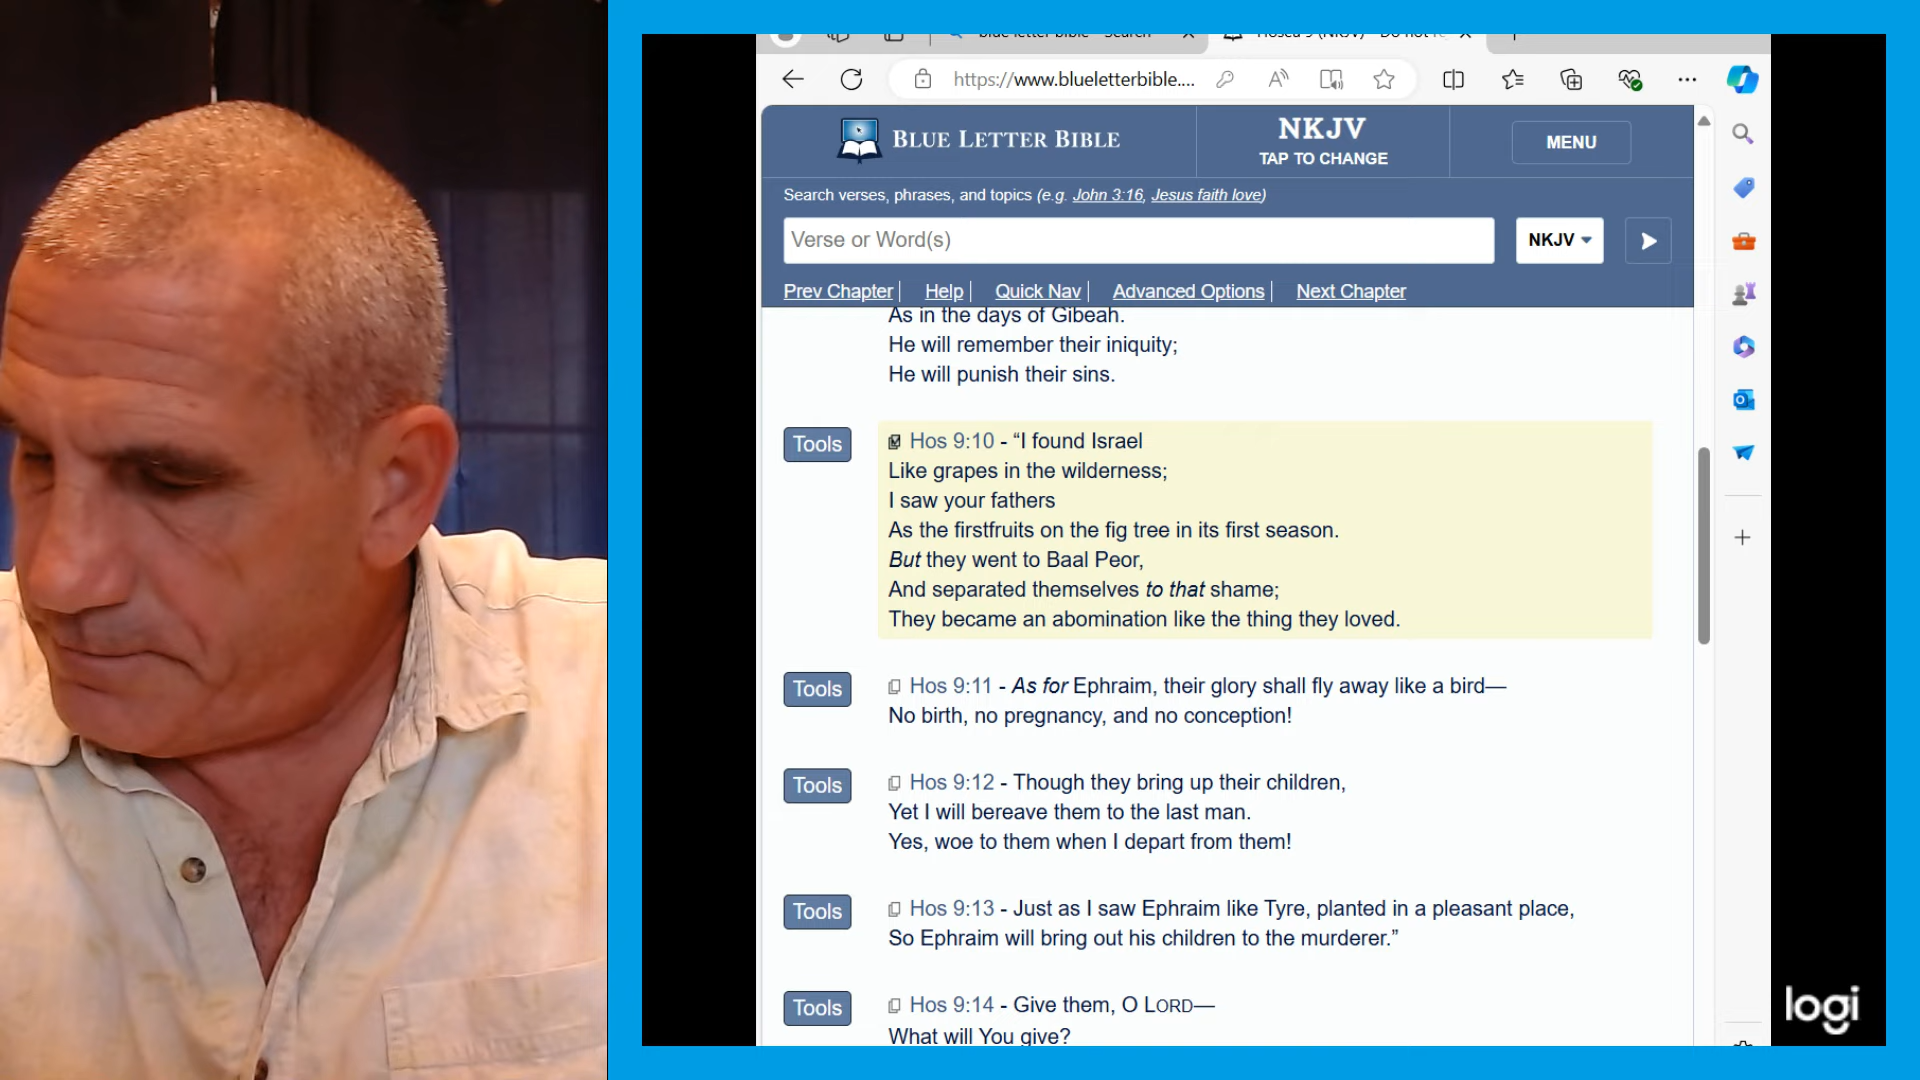 https://www.blueletterbible....
BLUE LETTER BIBLE
NKJV
TAP TO CHANGE
MENU
Search verses, phrases, and topics (e.g. John 3:16, Jesus faith love)
Verse or Word(s)
NKJV
Prev Chapter | Help | Quick Nav | Advanced Options | Next Chapter
As in the days of Gibeah.
He will remember their iniquity;
He will punish their sins.
Tools
Hos 9:10 - “I found Israel
Like grapes in the wilderness;
I saw your fathers
As the firstfruits on the fig tree in its first season.
But they went to Baal Peor,
And separated themselves to that shame;
They became an abomination like the thing they loved.
Tools
Hos 9:11 - As for Ephraim, their glory shall fly away like a bird—
No birth, no pregnancy, and no conception!
Tools
Hos 9:12 - Though they bring up their children,
Yet I will bereave them to the last man.
Yes, woe to them when I depart from them!
Tools
Hos 9:13 - Just as I saw Ephraim like Tyre, planted in a pleasant place,
So Ephraim will bring out his children to the murderer.”
Tools
Hos 9:14 - Give them, O LORD—
What will You give?
logi